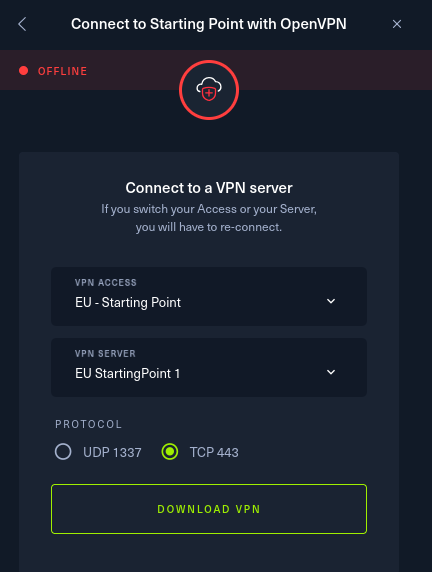 Connect to Starting Point with OpenVPN
OFFLINE
Connect to a VPN server
If you switch your Access or your Server,
you will have to re-connect.
VPN ACCESS
EU - Starting Point
VPN SERVER
EU StartingPoint 1
PROTOCOL
UDP 1337 TCP 443
DOWNLOAD VPN